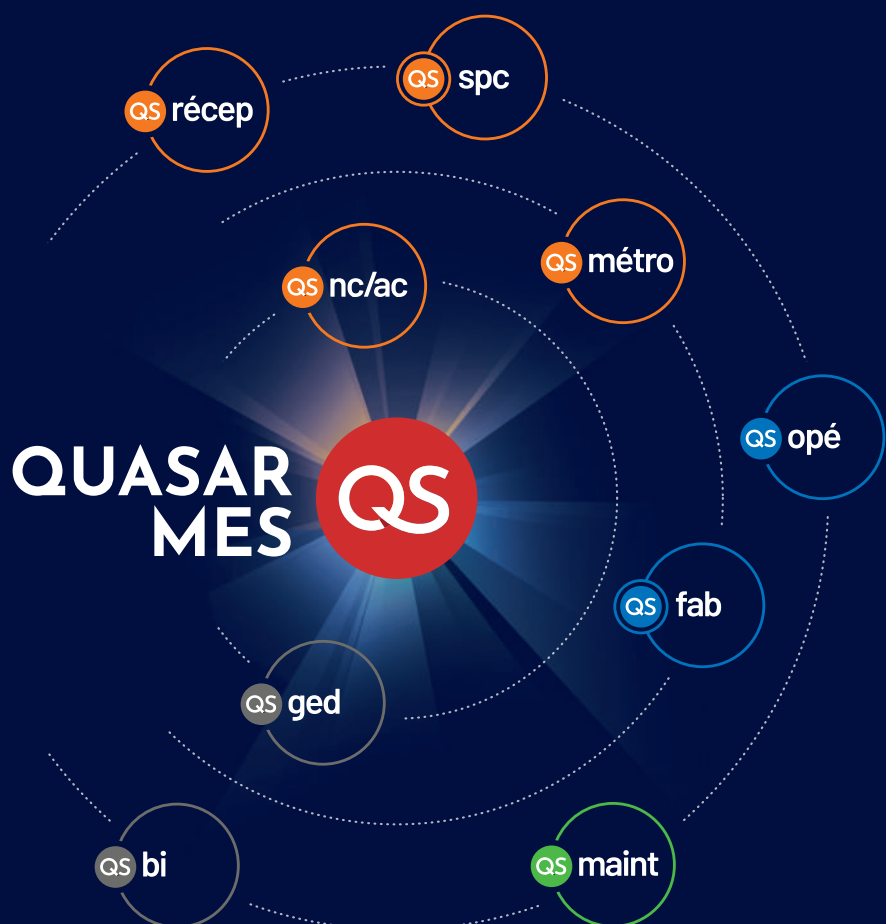 QS spc
QS récep
QS métro
QS nc/ac
QS opé
QUASAR
MES
QS
QS fab
QS ged
QS bi
QS maint